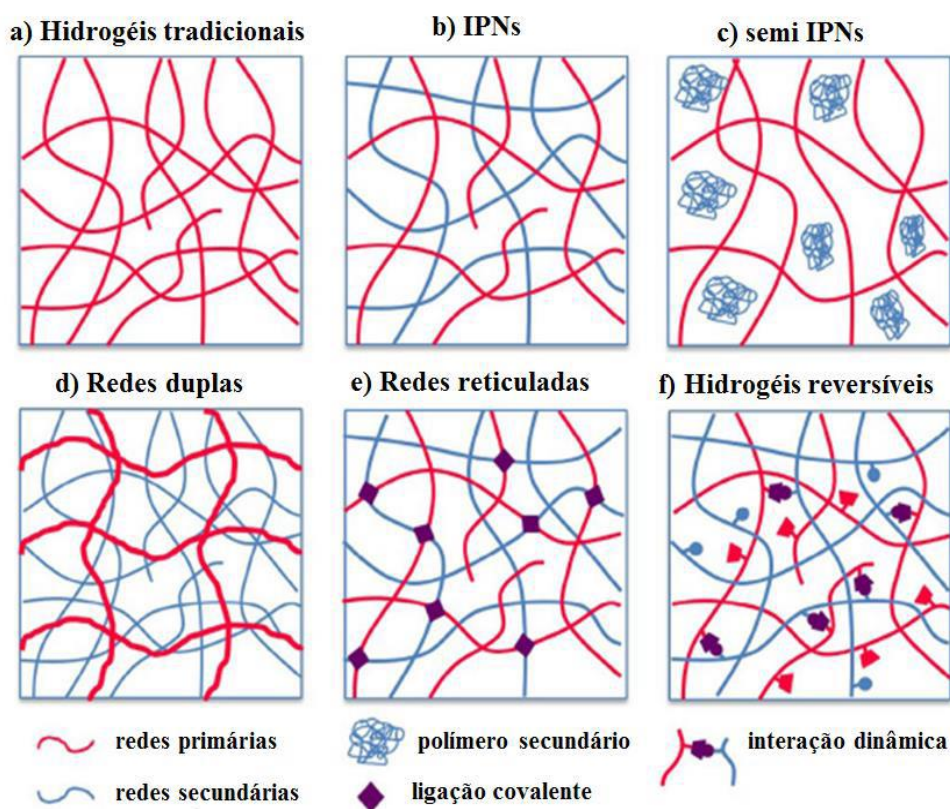 a) Hidrogéis tradicionais
b) IPNs
c) semi IPNs
d) Redes duplas
e) Redes reticuladas
f) Hidrogéis reversíveis
redes primárias
polímero secundário
interação dinâmica
redes secundárias
ligação covalente